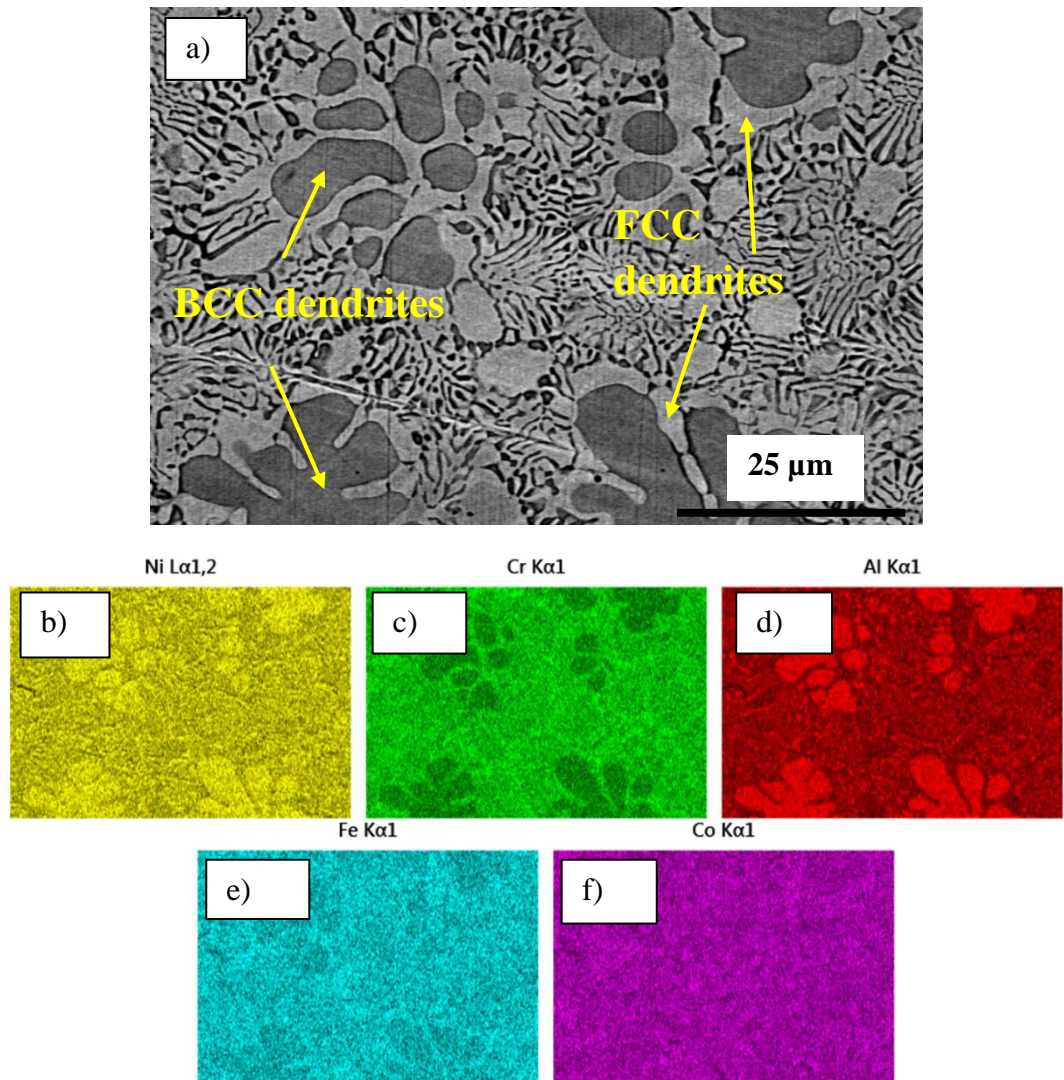 a)
FCC
dendrites
BCC dendrites
25 µm
Ni Lα1,2
Cr Kα1
Al Kα1
b)
c)
d)
Fe Kα1
Co Kα1
e)
f)